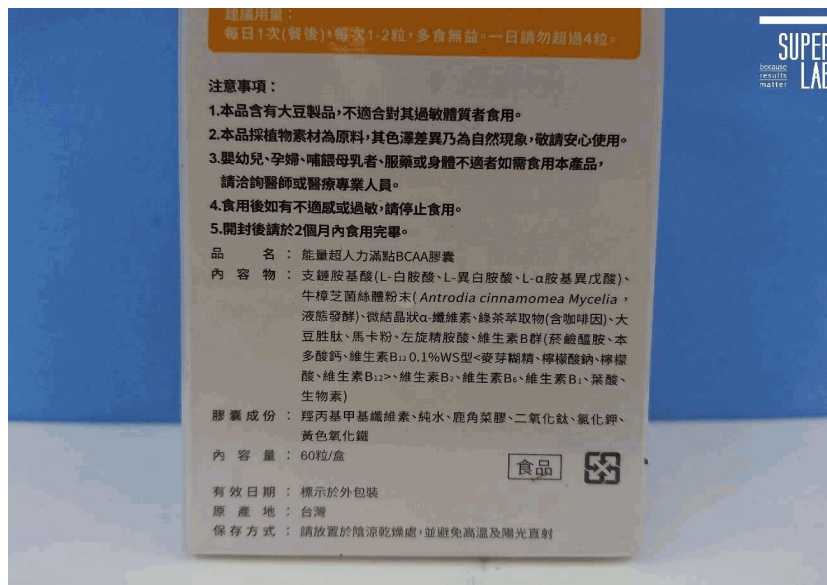 建議用量：
每日1次(餐後)，每次1-2粒，多食無益。一日請勿超過4粒。
SUPER
LAB
because
results
matter
注意事項：
1.本品含有大豆製品，不適合對其過敏體質者食用。
2.本品採植物素材為原料，其色澤差異乃為自然現象，敬請安心使用。
3.嬰幼兒、孕婦、哺餵母乳者、服藥或身體不適者如需食用本產品，
請洽詢醫師或醫療專業人員。
4.食用後如有不適感或過敏，請停止食用。
5.開封後請於2個月內食用完畢。
品名：能量超人力滿點BCAA膠囊
內容物：支鏈胺基酸(L-白胺酸、L-異白胺酸、L-α胺基異戊酸)、
牛樟芝菌絲體粉末(Antrodia cinnamomea Mycelia，
液態發酵)、微結晶狀α-纖維素、綠茶萃取物(含咖啡因)、大
豆胜肽、馬卡粉、左旋精胺酸、維生素B群(菸鹼醯胺、本
多酸鈣、維生素B12 0.1%WS型<麥芽糊精、檸檬酸鈉、檸檬
酸、維生素B12>、維生素B2、維生素B6、維生素B1、葉酸、
生物素)
膠囊成份：羥丙基甲基纖維素、純水、鹿角菜膠、二氧化鈦、氯化鉀、
黃色氧化鐵
內容量：60粒/盒
食品
有效日期：標示於外包裝
原產地：台灣
保存方式：請放置於陰涼乾燥處，並避免高溫及陽光直射